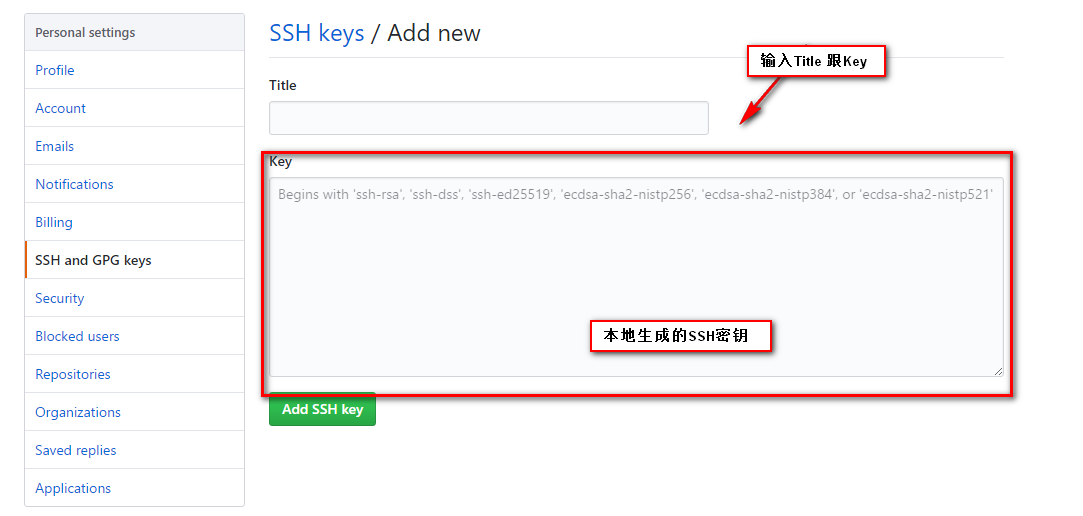 Personal settings
Profile
Account
Emails
Notifications
Billing
SSH and GPG keys
Security
Blocked users
Repositories
Organizations
Saved replies
Applications
SSH keys / Add new
输入Title 跟Key
Title
Key
Begins with 'ssh-rsa', 'ssh-dss', 'ssh-ed25519', 'ecdsa-sha2-nistp256', 'ecdsa-sha2-nistp384', or 'ecdsa-sha2-nistp521'
本地生成的SSH密钥
Add SSH key